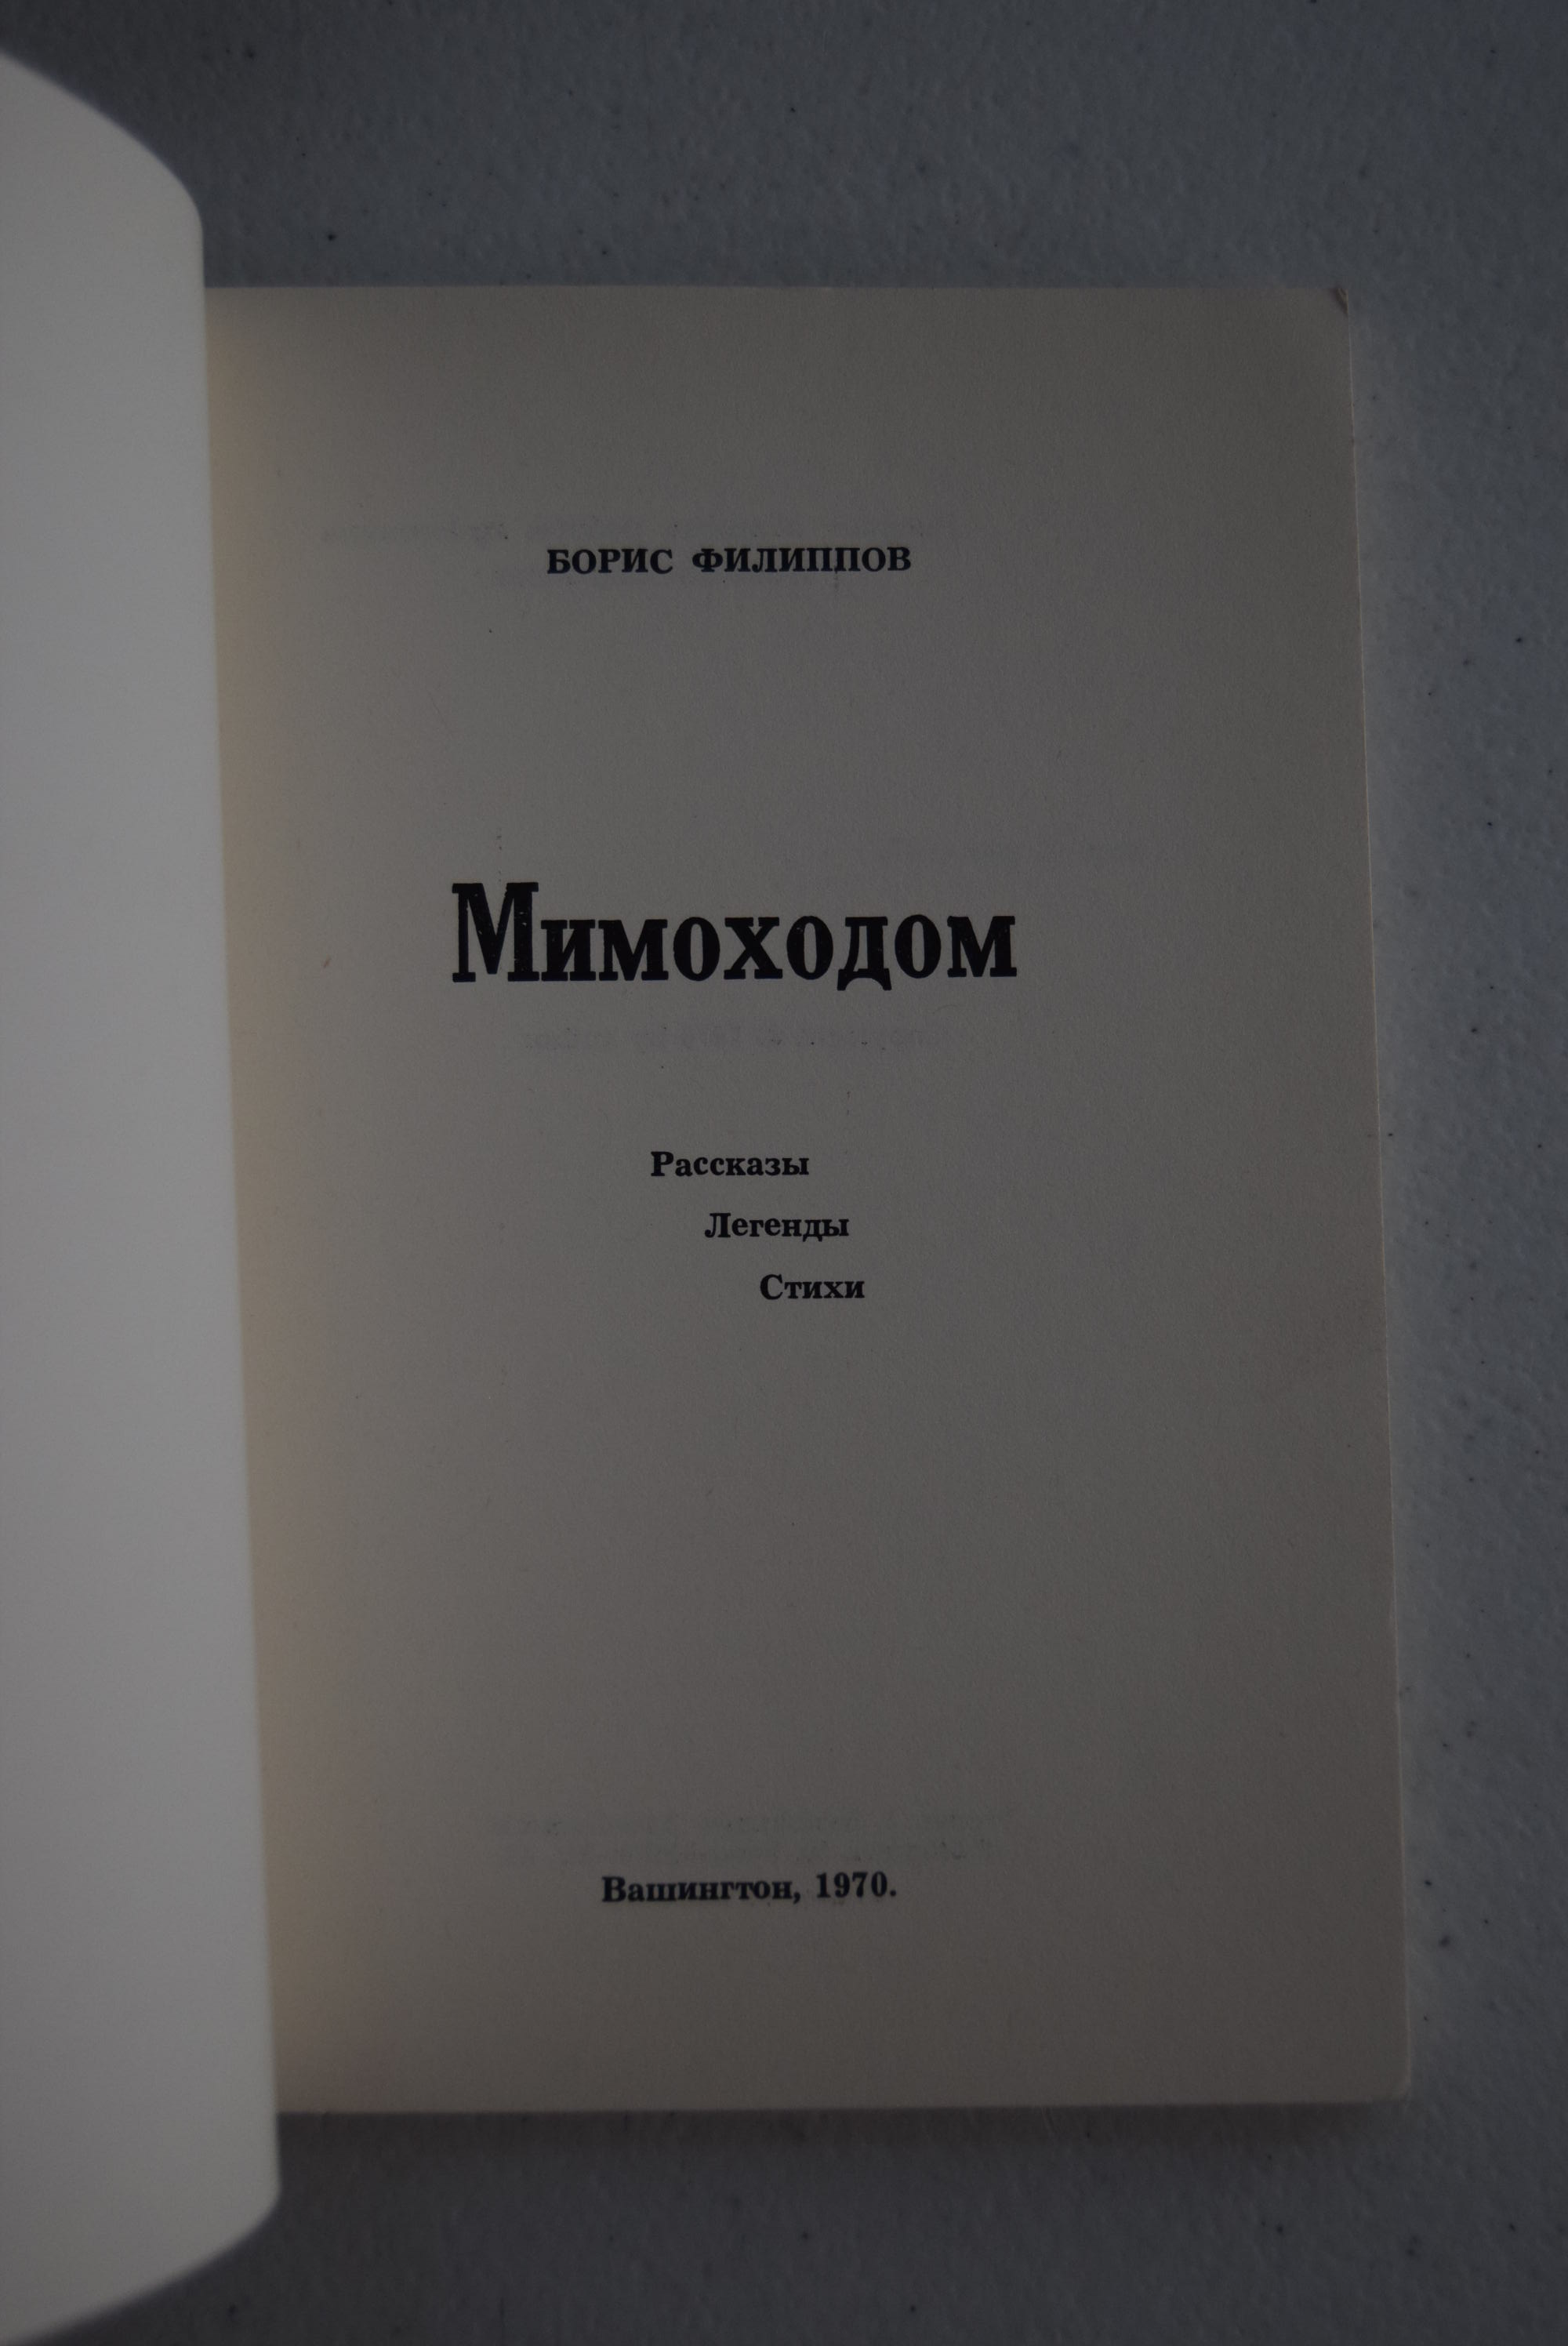 БОРИС ФИЛИППОВ
Мимоходом
Рассказы
Легенды
Стихи
Вашингтон, 1970.